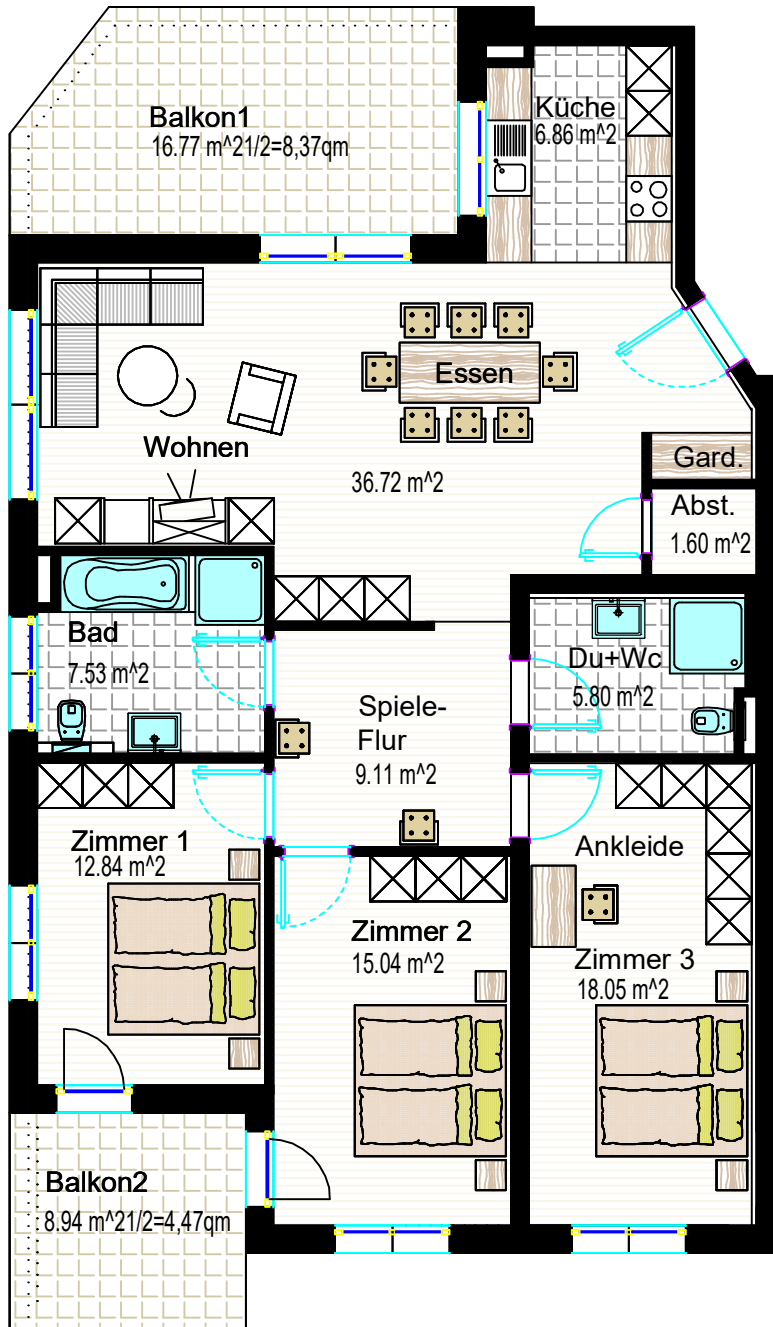 Balkon1
16.77 m^21/2=8,37qm
Küche
6.86 m^2
Essen
Wohnen
36.72 m^2
Gard.
Abst.
1.60 m^2
Bad
7.53 m^2
Du+Wc
5.80 m^2
Spiele-
Flur
9.11 m^2
Zimmer 1
12.84 m^2
Ankleide
Zimmer 2
15.04 m^2
Zimmer 3
18.05 m^2
Balkon2
8.94 m^21/2=4,47qm